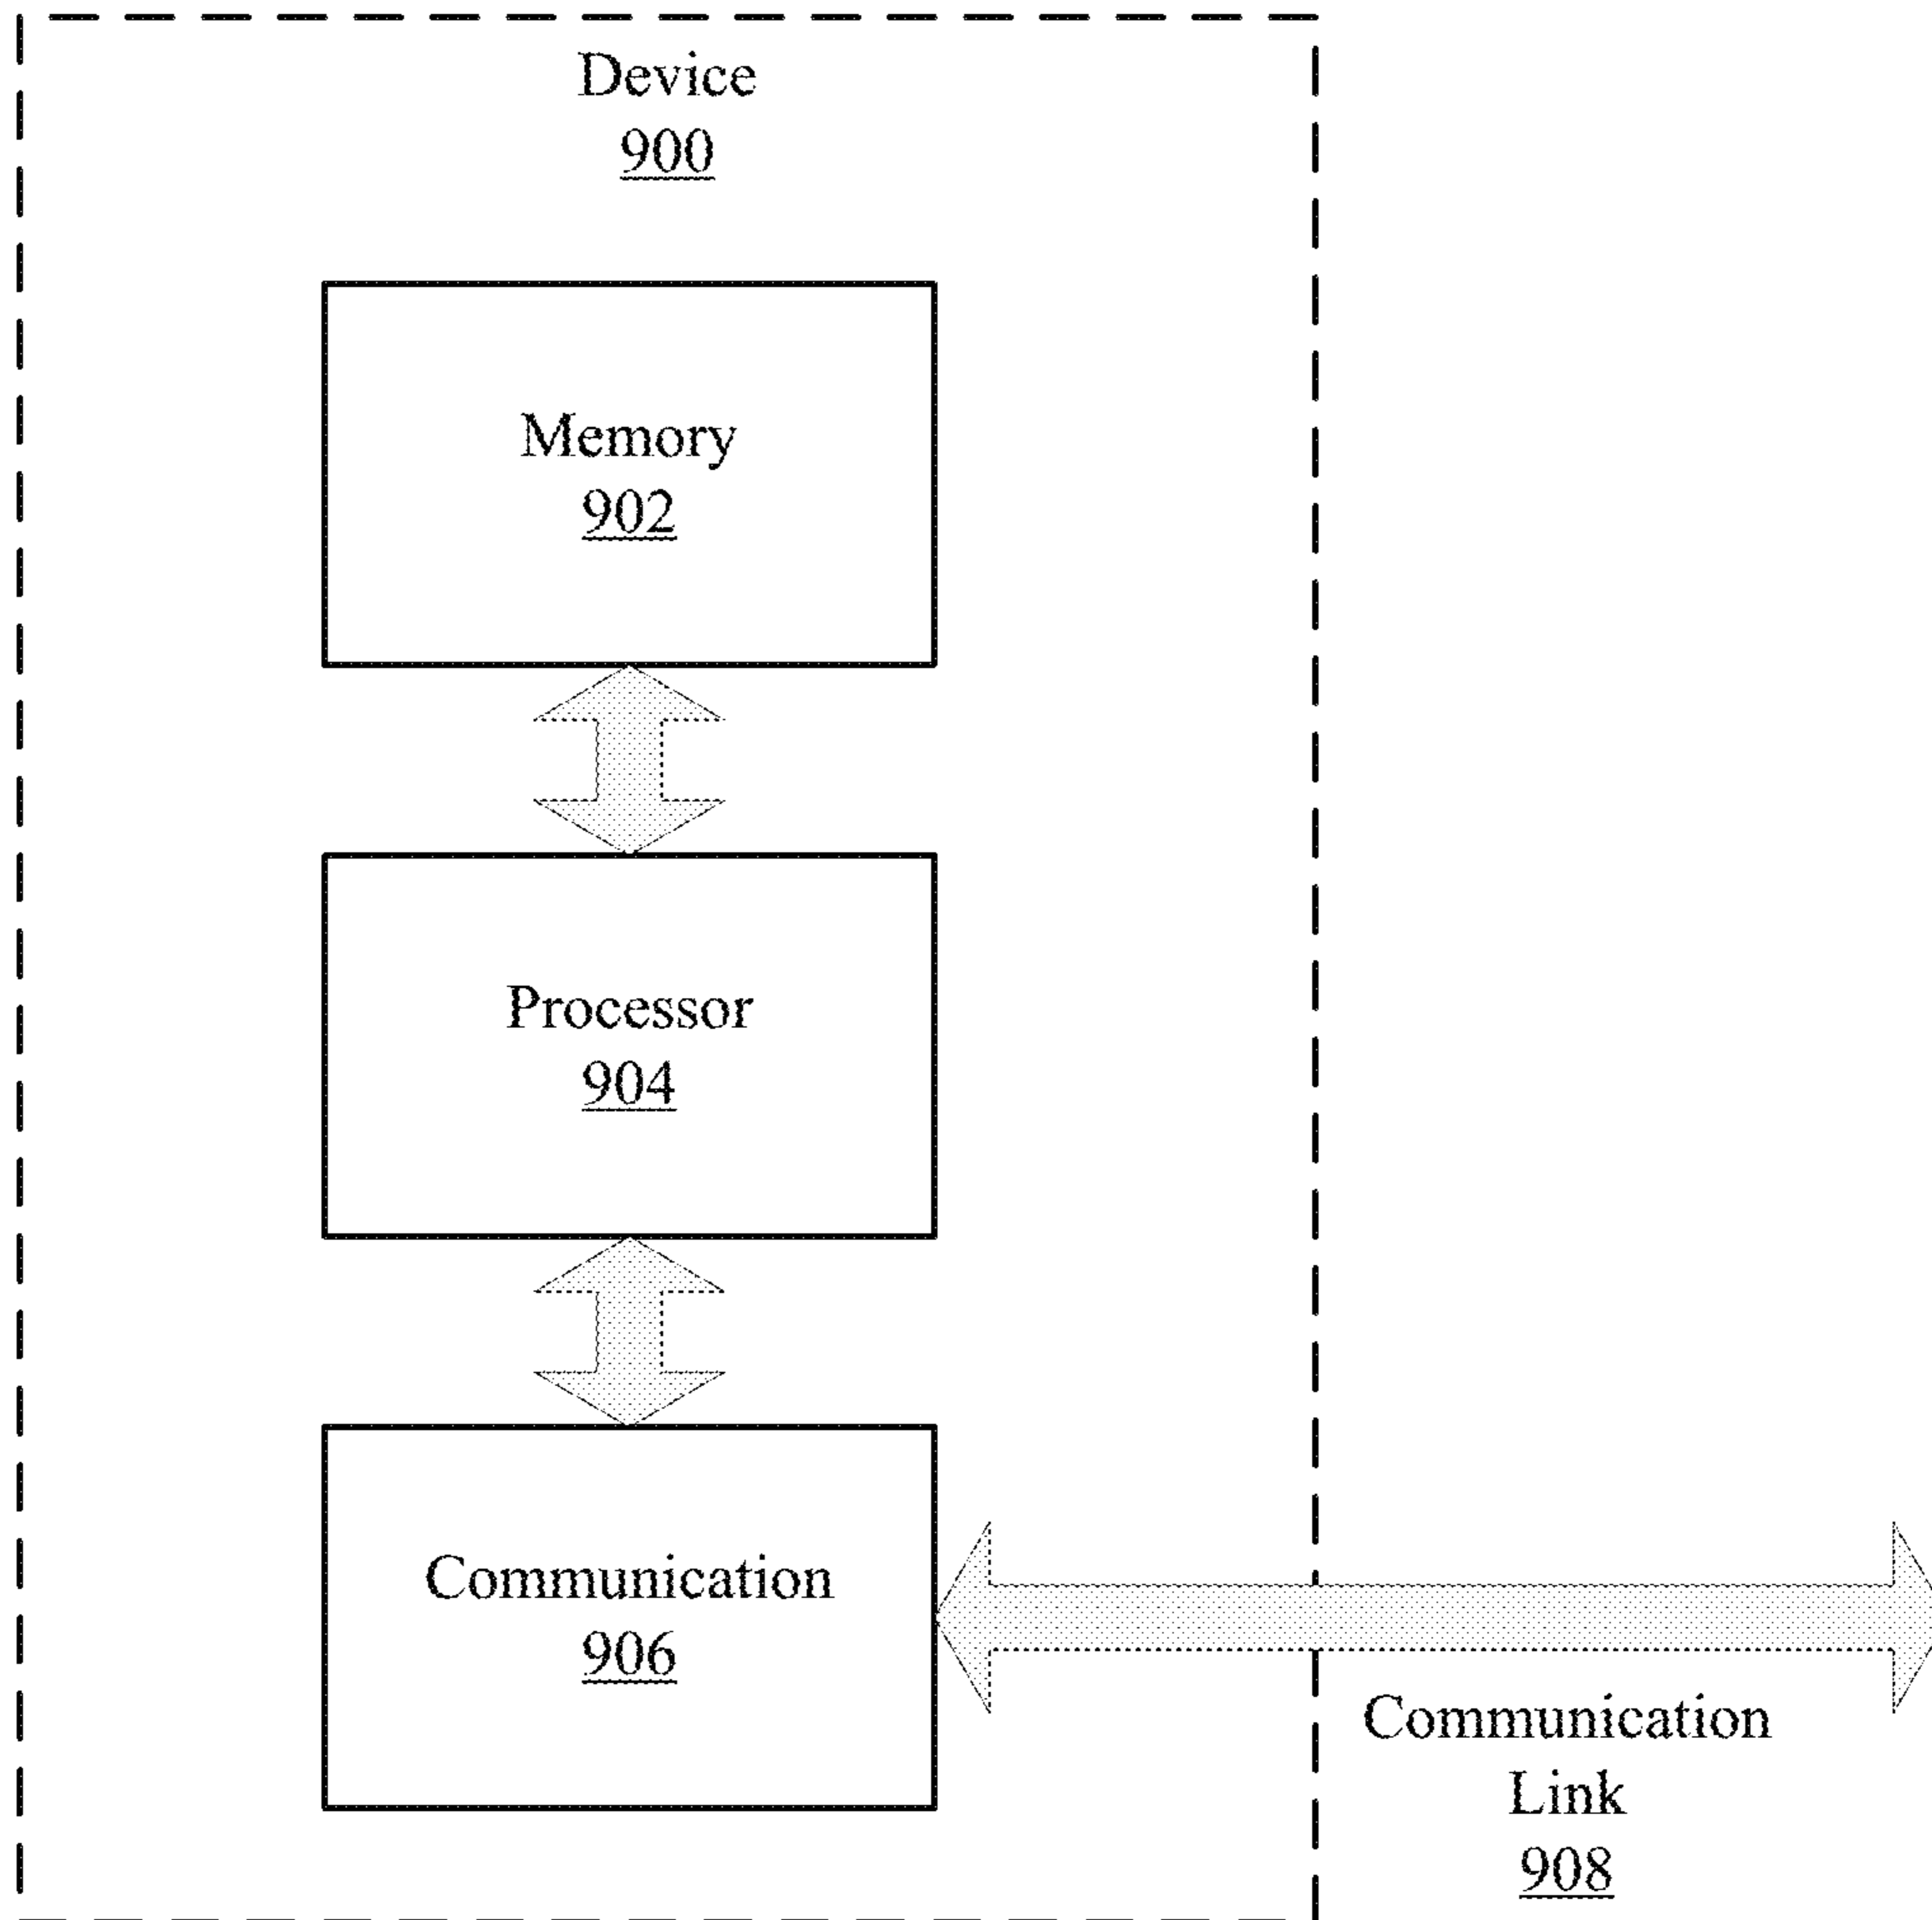 Device
900
Memory
902
Processor
904
Communication
906
Communication
Link
908